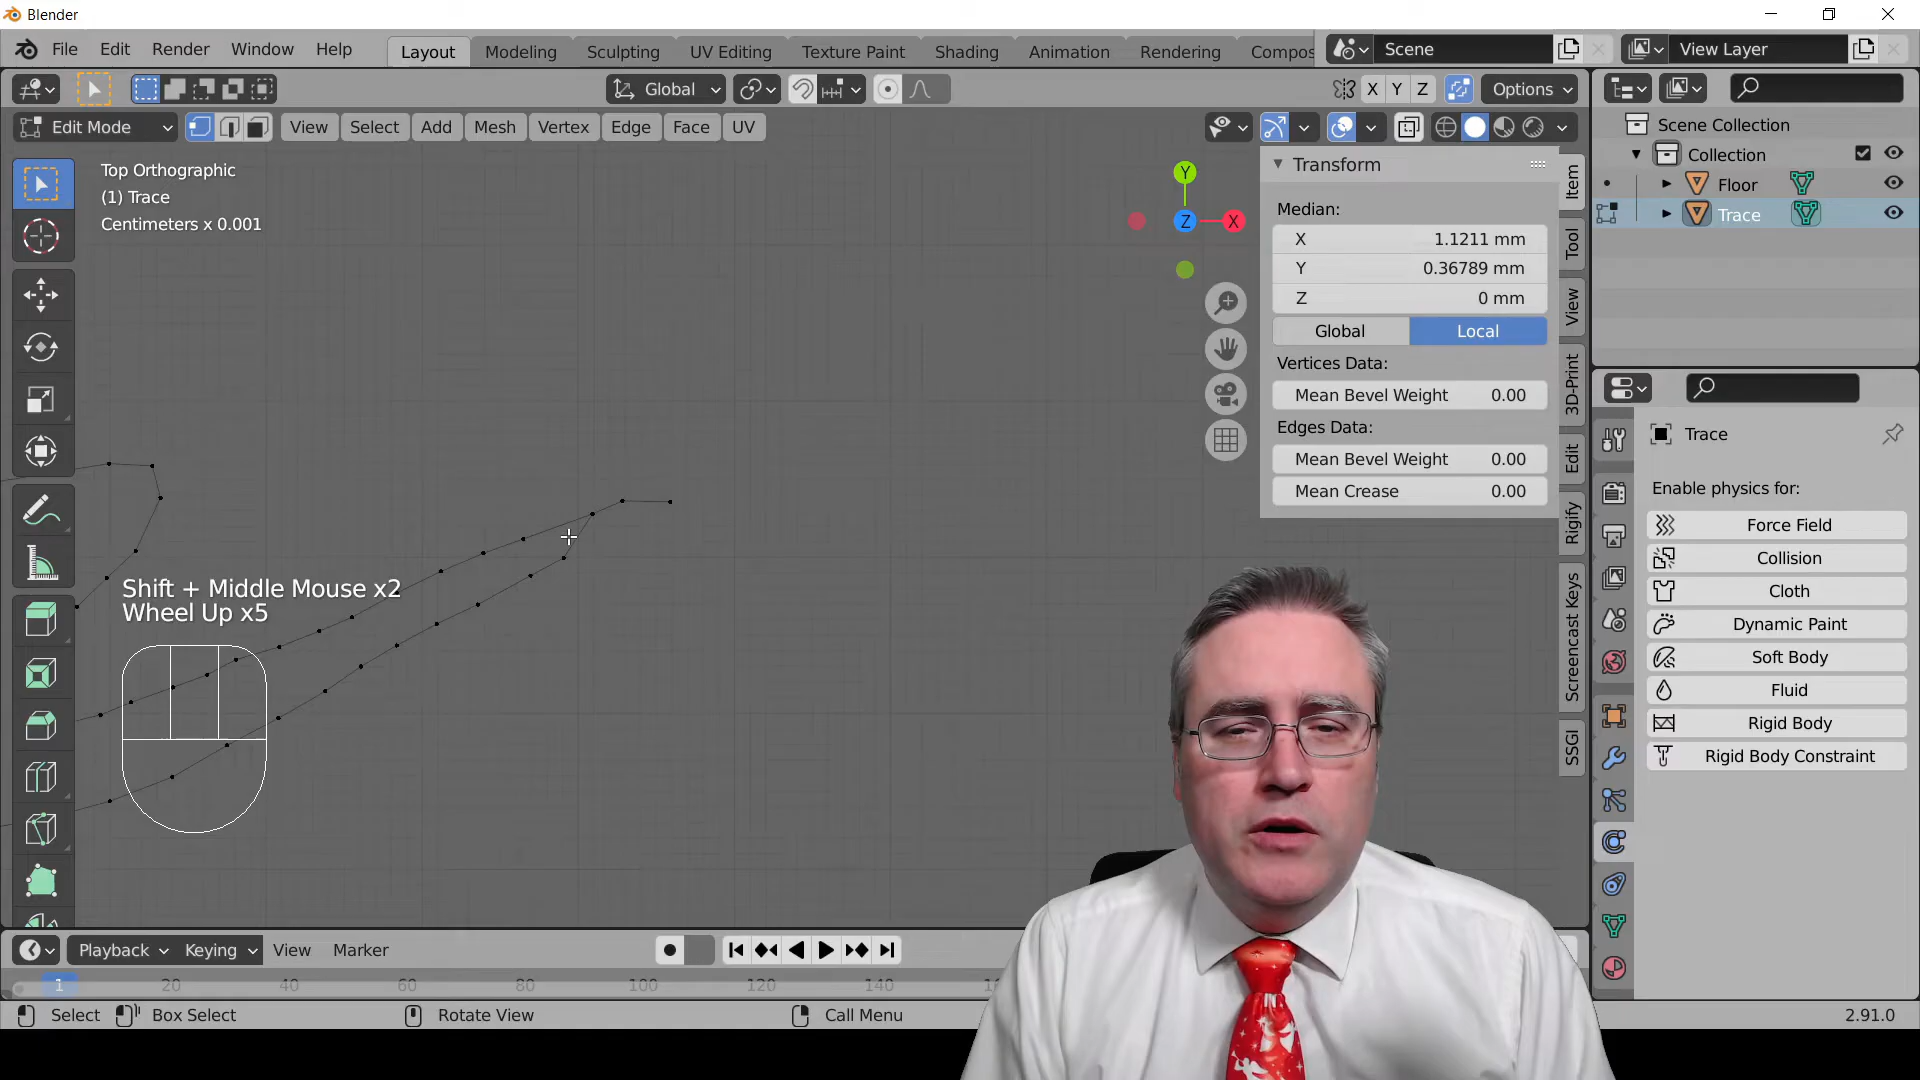 Blender
File Edit Render Window Help
Layout Modeling Sculpting UV Editing Texture Paint Shading Animation Rendering Compos
Scene
View Layer
Global
X Y Z
Options
Edit Mode
View Select Add Mesh Vertex Edge Face UV
Top Orthographic
(1) Trace
Centimeters x 0.001
Y
Z
X
Transform
Median:
X 1.1211 mm
Y 0.36789 mm
Z 0 mm
Global Local
Vertices Data:
Mean Bevel Weight 0.00
Edges Data:
Mean Bevel Weight 0.00
Mean Crease 0.00
Item
Tool
View
3D-Print
Edit
Rigify
Screencast Keys
SSGI
Scene Collection
Collection
Floor
Trace
Trace
Enable physics for:
Force Field
Collision
Cloth
Dynamic Paint
Soft Body
Fluid
Rigid Body
Rigid Body Constraint
Shift + Middle Mouse x2
Wheel Up x5
Playback Keying View Marker
1 20 40 60 80 100 120 140
Select Box Select Rotate View Call Menu
2.91.0